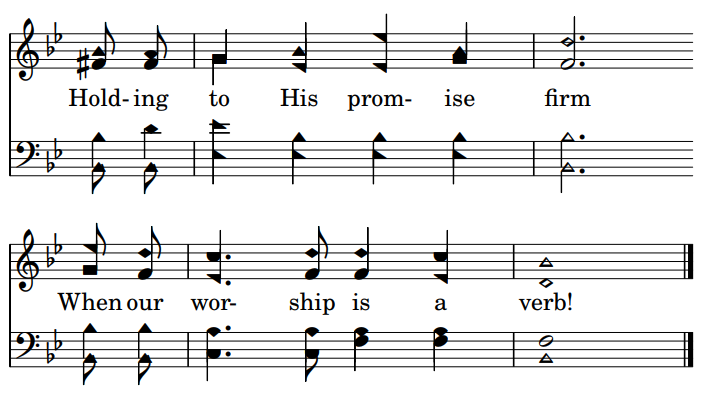 Hold- ing to His prom- ise firm
When our wor- ship is a verb!